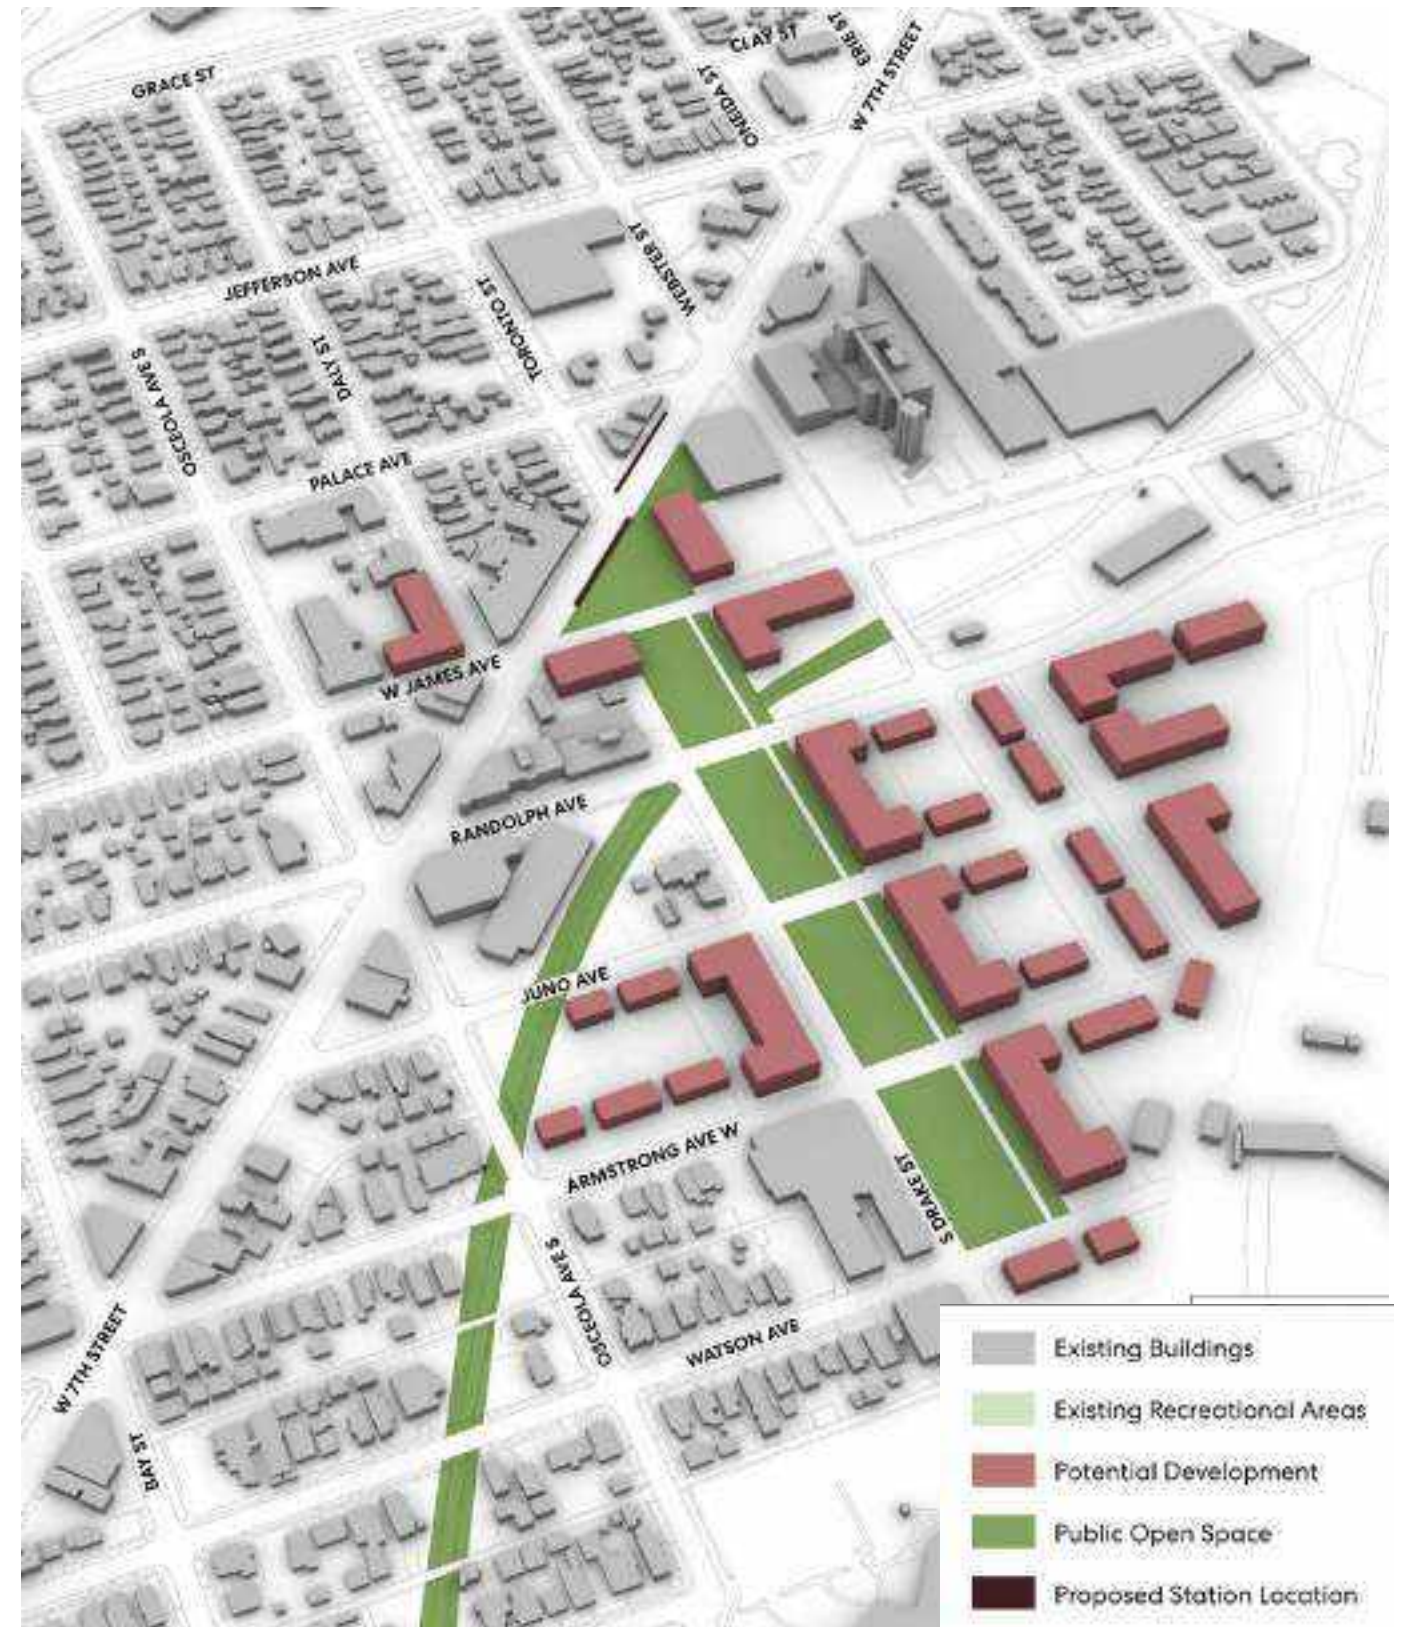 CLAY ST
ERIE ST
W 7TH STREET
GRACE ST
ONEIDA ST
WEBSTER ST
JEFFERSON AVE
TORONTO ST
DALY ST
OSCEOLA AVE S
PALACE AVE
W JAMES AVE
RANDOLPH AVE
JUNO AVE
ARMSTRONG AVE W
S DRAKE ST
OSCEOLA AVE S
WATSON AVE
W 7TH STREET
BAY ST
Existing Buildings
Existing Recreational Areas
Potential Development
Public Open Space
Proposed Station Location